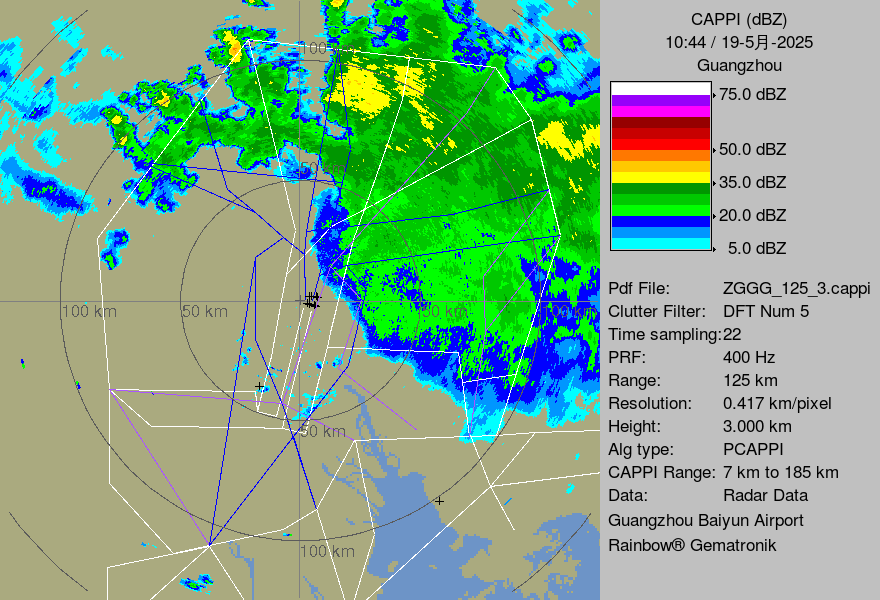 CAPPI (dBZ)
10:44 / 19-5月-2025
Guangzhou
75.0 dBZ
50.0 dBZ
35.0 dBZ
20.0 dBZ
5.0 dBZ
Pdf File: ZGGG_125_3.cappi
Clutter Filter: DFT Num 5
Time sampling:22
PRF: 400 Hz
Range: 125 km
Resolution: 0.417 km/pixel
Height: 3.000 km
Alg type: PCAPPI
CAPPI Range: 7 km to 185 km
Data: Radar Data
Guangzhou Baiyun Airport
Rainbow® Gematronik
100 km
50 km
100 km
50 km
50 km
100 km
50 km
100 km